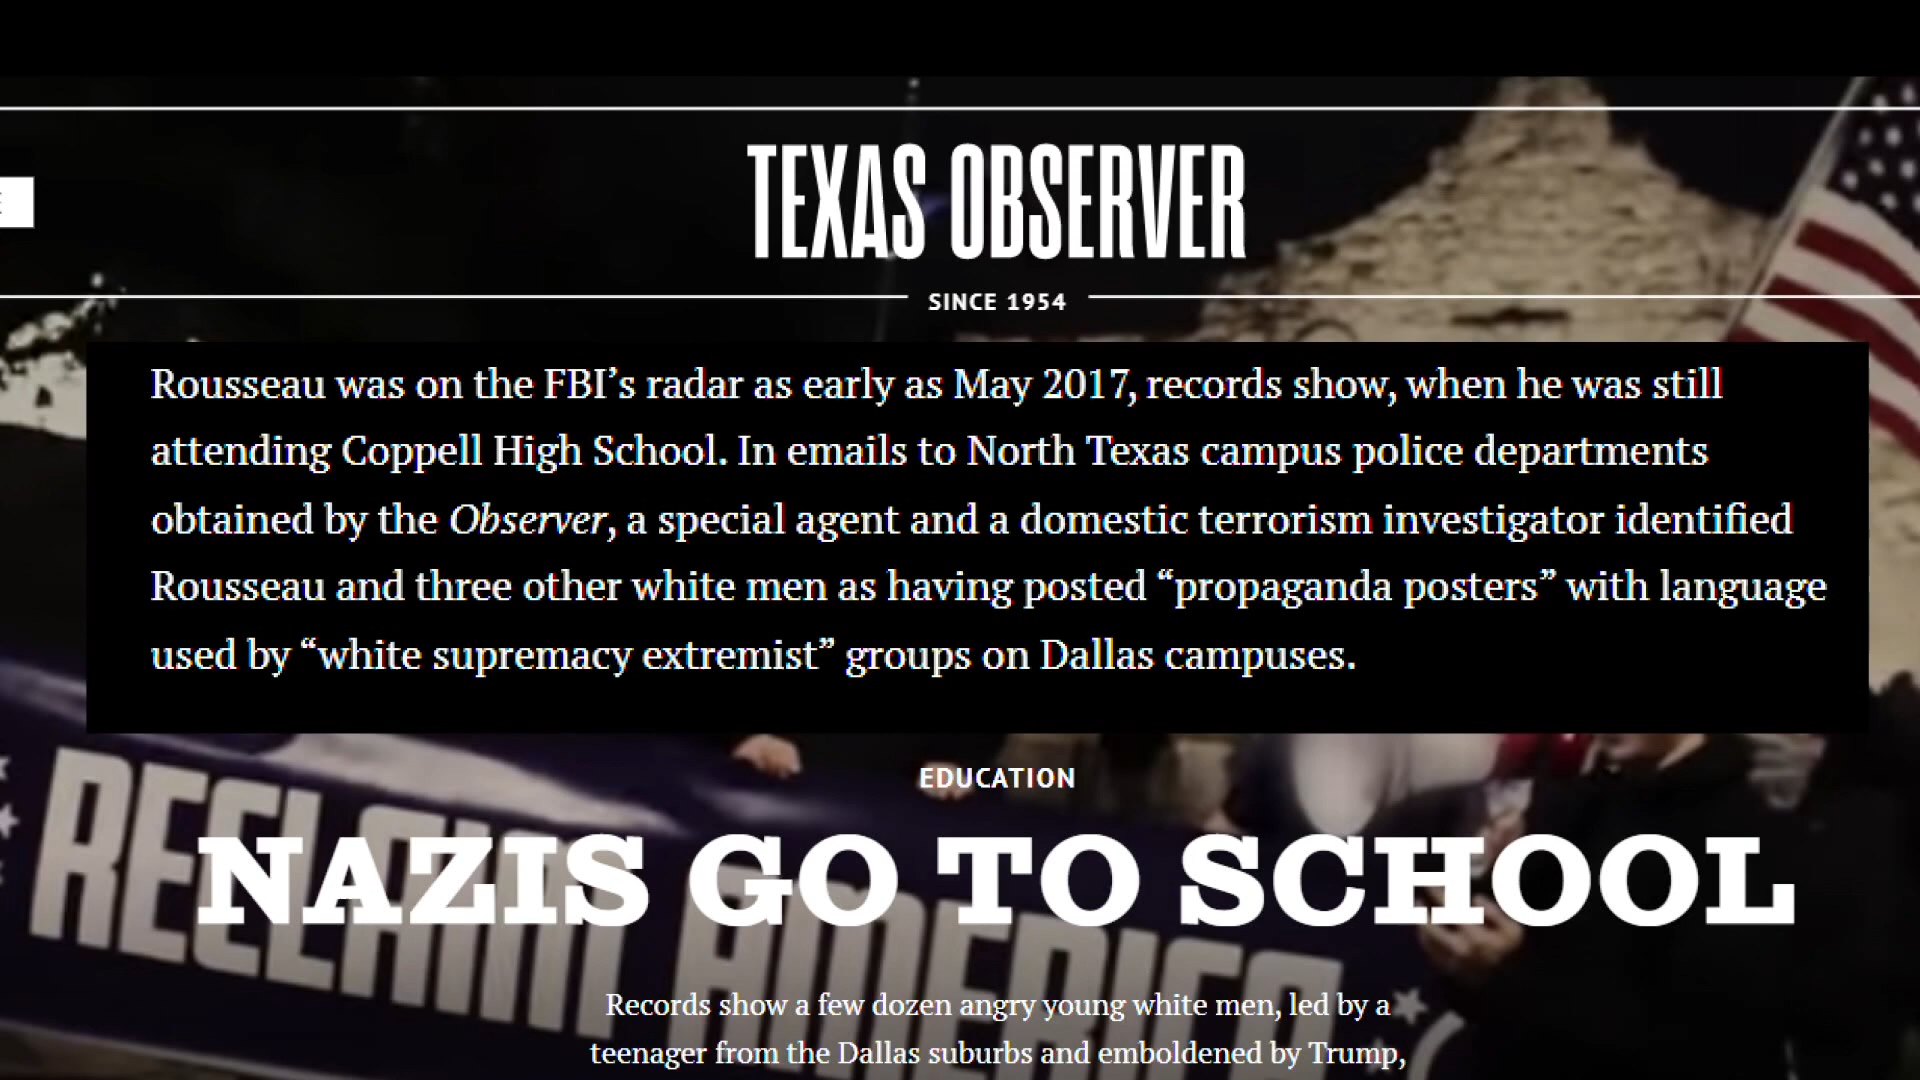 TEXAS OBSERVER
SINCE 1954
Rousseau was on the FBI’s radar as early as May 2017, records show, when he was still
attending Coppell High School. In emails to North Texas campus police departments
obtained by the Observer, a special agent and a domestic terrorism investigator identified
Rousseau and three other white men as having posted “propaganda posters” with language
used by “white supremacy extremist” groups on Dallas campuses.
EDUCATION
NAZIS GO TO SCHOOL
RECLAIM AMERICA
Records show a few dozen angry young white men, led by a
teenager from the Dallas suburbs and emboldened by Trump,